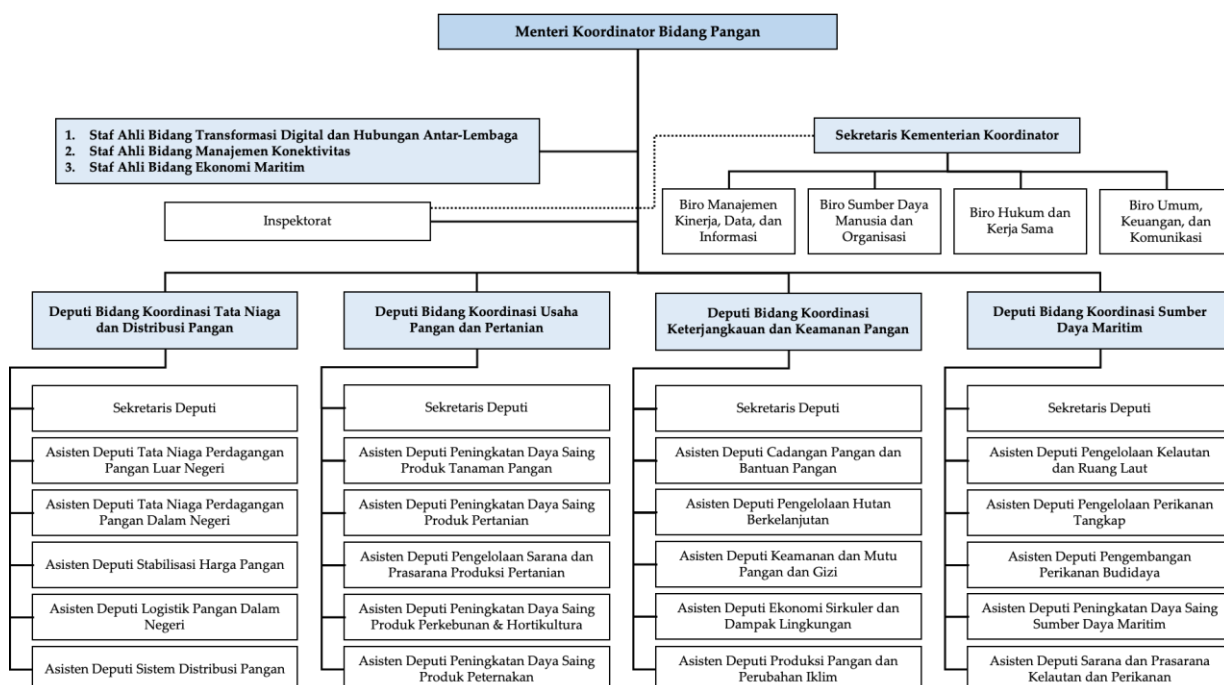 Menteri Koordinator Bidang Pangan
1. Staf Ahli Bidang Transformasi Digital dan Hubungan Antar-Lembaga
2. Staf Ahli Bidang Manajemen Konektivitas
3. Staf Ahli Bidang Ekonomi Maritim
Sekretaris Kementerian Koordinator
Inspektorat
Biro Manajemen
Kinerja, Data, dan
Informasi
Biro Sumber Daya
Manusia dan
Organisasi
Biro Hukum dan
Kerja Sama
Biro Umum,
Keuangan, dan
Komunikasi
Deputi Bidang Koordinasi Tata Niaga
dan Distribusi Pangan
Sekretaris Deputi
Asisten Deputi Tata Niaga Perdagangan
Pangan Luar Negeri
Asisten Deputi Tata Niaga Perdagangan
Pangan Dalam Negeri
Asisten Deputi Stabilisasi Harga Pangan
Asisten Deputi Logistik Pangan Dalam
Negeri
Asisten Deputi Sistem Distribusi Pangan
Deputi Bidang Koordinasi Usaha
Pangan dan Pertanian
Sekretaris Deputi
Asisten Deputi Peningkatan Daya Saing
Produk Tanaman Pangan
Asisten Deputi Peningkatan Daya Saing
Produk Pertanian
Asisten Deputi Pengelolaan Sarana dan
Prasarana Produksi Pertanian
Asisten Deputi Peningkatan Daya Saing
Produk Perkebunan & Hortikultura
Asisten Deputi Peningkatan Daya Saing
Produk Peternakan
Deputi Bidang Koordinasi
Keterjangkauan dan Keamanan Pangan
Sekretaris Deputi
Asisten Deputi Cadangan Pangan dan
Bantuan Pangan
Asisten Deputi Pengelolaan Hutan
Berkelanjutan
Asisten Deputi Keamanan dan Mutu
Pangan dan Gizi
Asisten Deputi Ekonomi Sirkuler dan
Dampak Lingkungan
Asisten Deputi Produksi Pangan dan
Perubahan Iklim
Deputi Bidang Koordinasi Sumber
Daya Maritim
Sekretaris Deputi
Asisten Deputi Pengelolaan Kelautan
dan Ruang Laut
Asisten Deputi Pengelolaan Perikanan
Tangkap
Asisten Deputi Pengembangan
Perikanan Budidaya
Asisten Deputi Peningkatan Daya Saing
Sumber Daya Maritim
Asisten Deputi Sarana dan Prasarana
Kelautan dan Perikanan